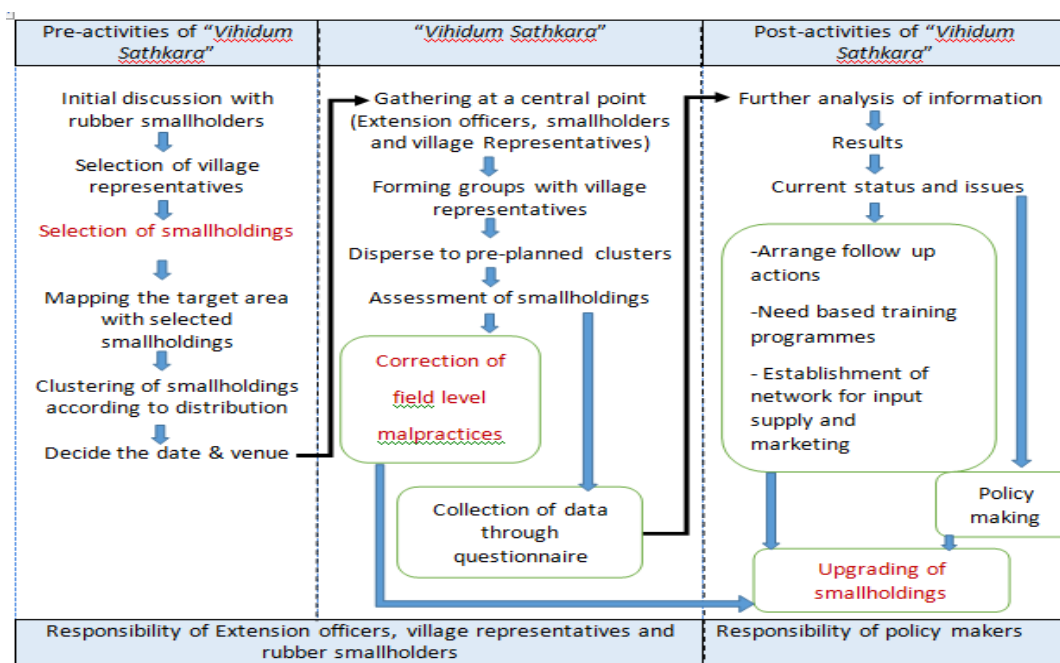 Pre-activities of "Vihidum
Sathkara"
"Vihidum Sathkara"
Post-activities of "Vihidum
Sathkara"
Initial discussion with
rubber smallholders
Selection of village
representatives
Selection of smallholdings
Mapping the target area
with selected
smallholdings
Clustering of smallholdings
according to distribution
Decide the date & venue
Gathering at a central point
(Extension officers, smallholders
and village Representatives)
Forming groups with village
representatives
Disperse to pre-planned clusters
Assessment of smallholdings
Correction of
field level
malpractices
Collection of data
through
questionnaire
Further analysis of information
Results
Current status and issues
-Arrange follow up
actions
-Need based training
programmes
- Establishment of
network for input
supply and
marketing
Policy
making
Upgrading of
smallholdings
Responsibility of Extension officers, village representatives and
rubber smallholders
Responsibility of policy makers